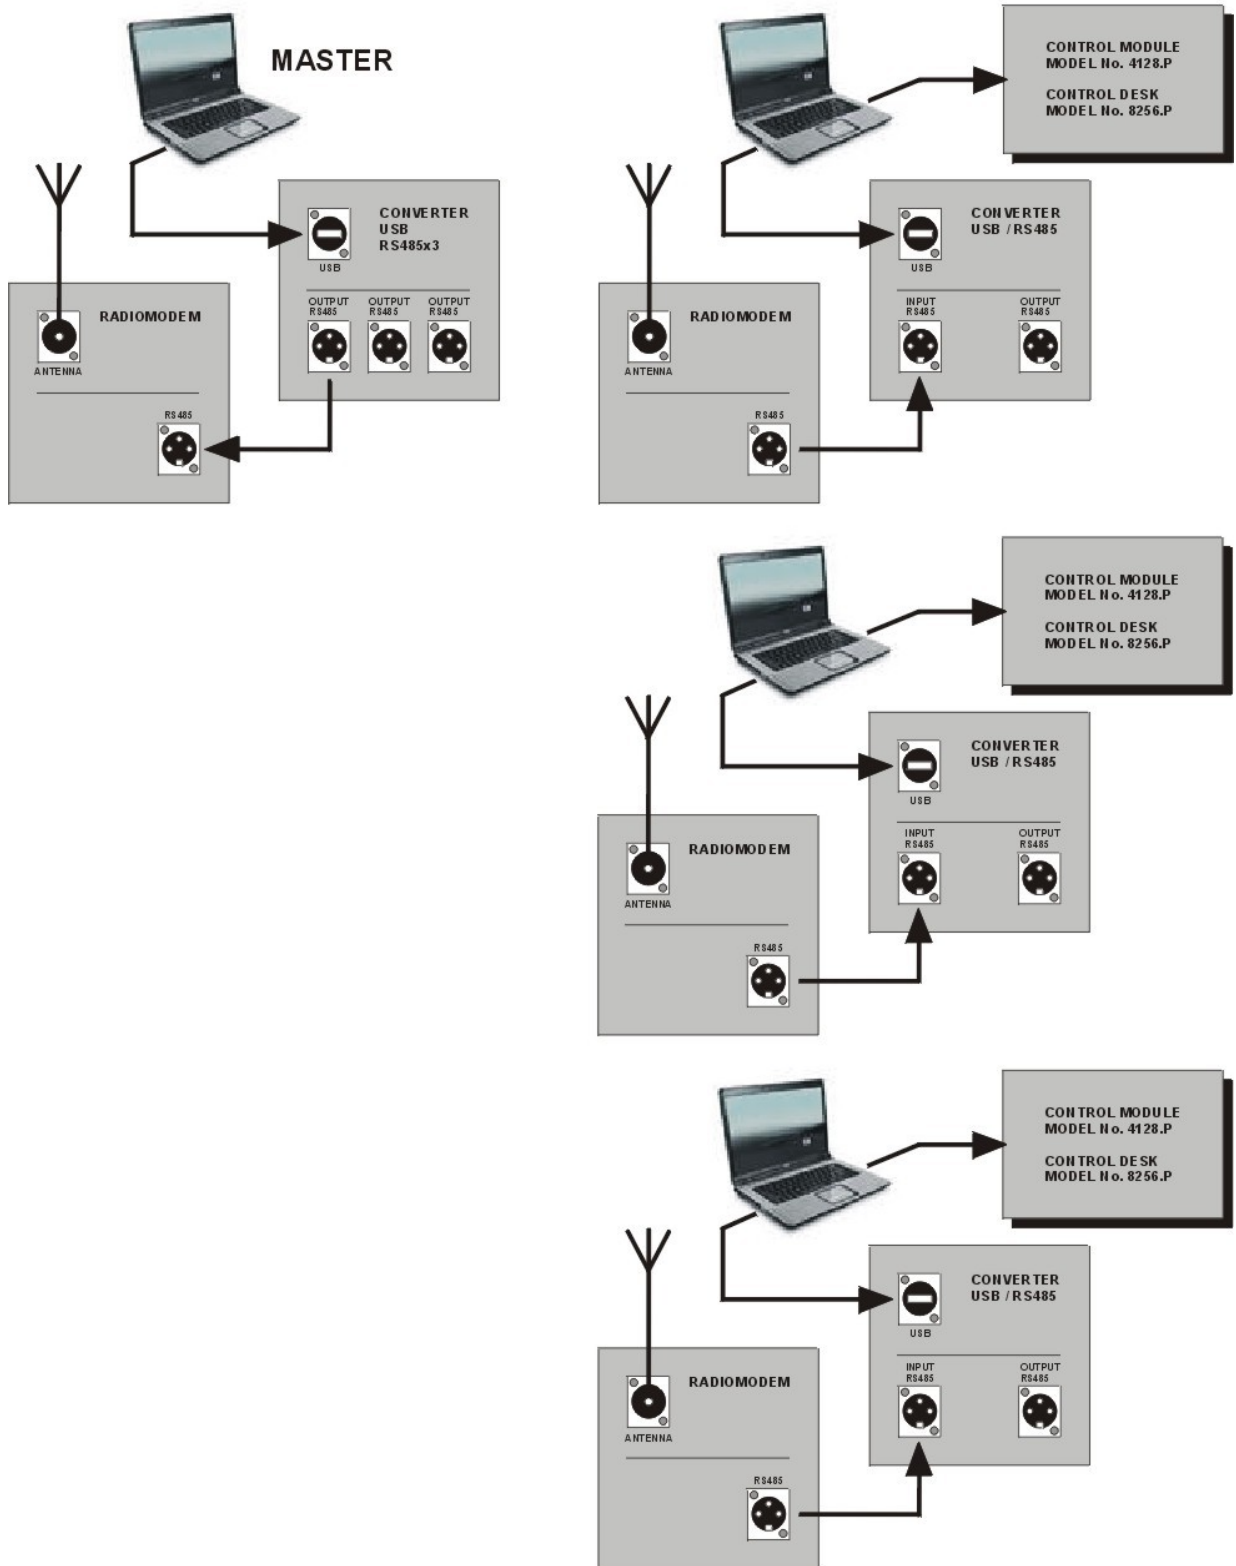 MASTER
CONVERTER
USB
RS485x3
USB
OUTPUT OUTPUT OUTPUT
RS485 RS485 RS485
RADIOMODEM
ANTENNA
RS485
CONTROL MODULE
MODEL No. 4128.P
CONTROL DESK
MODEL No. 8256.P
CONVERTER
USB / RS485
USB
INPUT OUTPUT
RS485 RS485
RADIOMODEM
ANTENNA
RS485
CONTROL MODULE
MODEL No. 4128.P
CONTROL DESK
MODEL No. 8256.P
CONVERTER
USB / RS485
USB
INPUT OUTPUT
RS485 RS485
RADIOMODEM
ANTENNA
RS485
CONTROL MODULE
MODEL No. 4128.P
CONTROL DESK
MODEL No. 8256.P
CONVERTER
USB / RS485
USB
INPUT OUTPUT
RS485 RS485
RADIOMODEM
ANTENNA
RS485